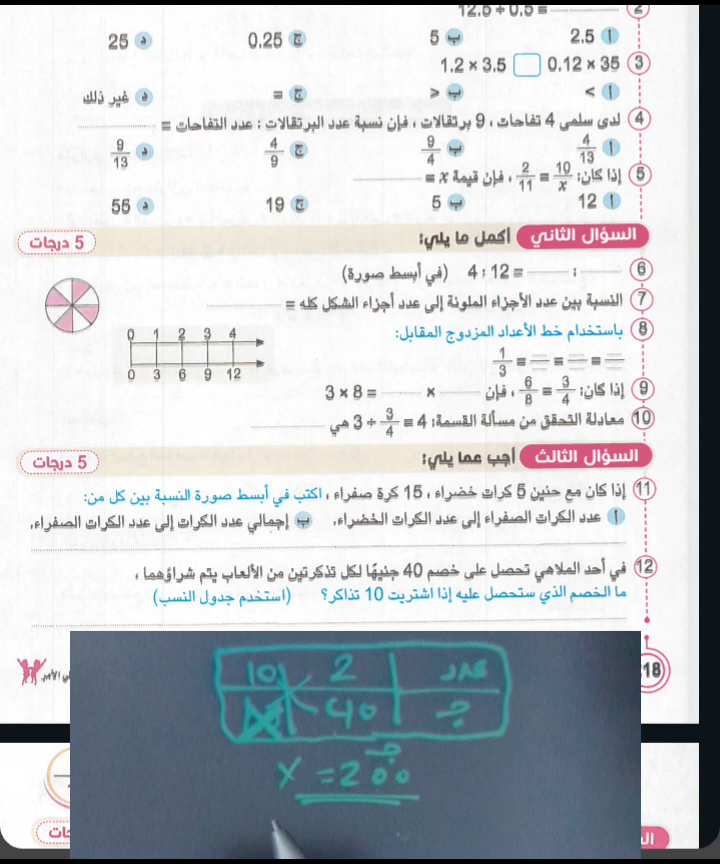 2 12.5 ÷ 0.5 = ........
أ 2.5 ب 5 ج 0.25 د 25
3 0.12 × 35 □ 1.2 × 3.5
أ < ب > ج = د غير ذلك
4 لدى سلمى 4 تفاحات ، 9 برتقالات ، فإن نسبة عدد البرتقالات : عدد التفاحات = ........
أ 4/13 ب 9/4 ج 4/9 د 9/13
5 إذا كان: 10/x = 2/11 ، فإن قيمة x = ........
أ 12 ب 5 ج 19 د 55
السؤال الثاني أكمل ما يلي: 5 درجات
6 ........ : ........ = 12 : 4 (في أبسط صورة)
7 النسبة بين عدد الأجزاء الملونة إلى عدد أجزاء الشكل كله = ........
8 باستخدام خط الأعداد المزدوج المقابل:
0 1 2 3 4
0 3 6 9 12
1/3 = — = — = —
9 إذا كان: 3/4 = 6/8 ، فإن ........ × ........ = 3 × 8
10 معادلة التحقق من مسألة القسمة: 3 ÷ 3/4 = 4 هي ........
السؤال الثالث أجب عما يلي: 5 درجات
11 إذا كان مع حنين 5 كرات خضراء ، 15 كرة صفراء ، اكتب في أبسط صورة النسبة بين كل من:
أ عدد الكرات الصفراء إلى عدد الكرات الخضراء. ب إجمالي عدد الكرات إلى عدد الكرات الصفراء.
12 في أحد الملاهي تحصل على خصم 40 جنيهًا لكل تذكرتين من الألعاب يتم شراؤهما ،
ما الخصم الذي ستحصل عليه إذا اشتريت 10 تذاكر؟ (استخدم جدول النسب)
18
عدد 2 10
جـ 40 x
x = 200 جـ